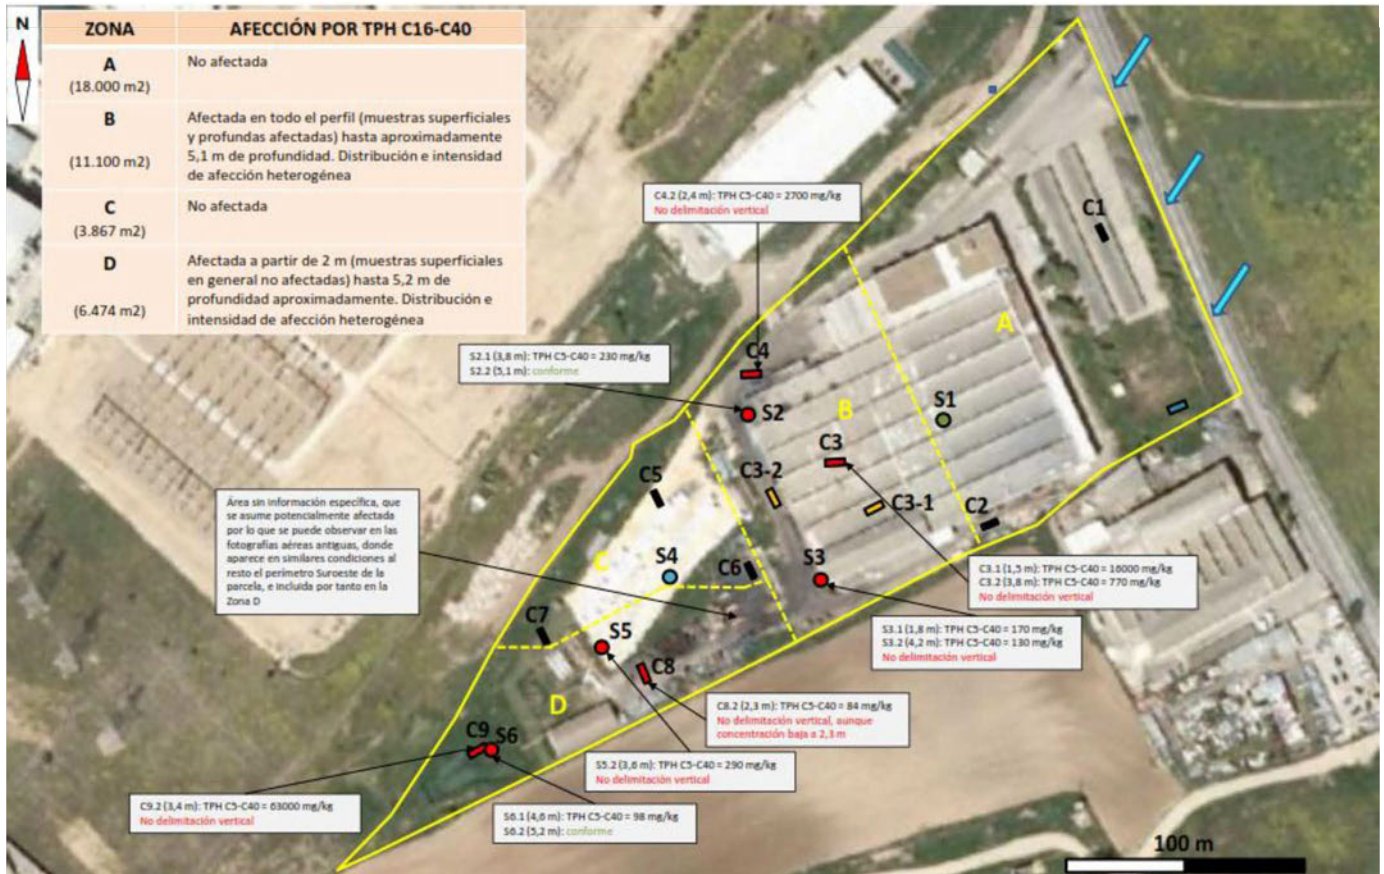 N
ZONA AFECCIÓN POR TPH C16-C40
A No afectada
(18.000 m2)
B Afectada en todo el perfil (muestras superficiales
y profundas afectadas) hasta aproximadamente
(11.100 m2) 5,1 m de profundidad. Distribución e intensidad
de afección heterogénea
C No afectada
(3.867 m2)
D Afectada a partir de 2 m (muestras superficiales
en general no afectadas) hasta 5,2 m de
(6.474 m2) profundidad aproximadamente. Distribución e
intensidad de afección heterogénea
C4.2 (2,4 m): TPH C5-C40 = 2700 mg/kg
No delimitación vertical
C1
A
S2.1 (3,8 m): TPH C5-C40 = 230 mg/kg
S2.2 (5,1 m): conforme
C4
S2
B
S1
C3
C3-2
C3-1
C2
C5
Área sin información específica, que
se asume potencialmente afectada
por lo que se puede observar en las
fotografías aéreas antiguas, donde
aparece en similares condiciones al
resto el perímetro Suroeste de la
parcela, e incluida por tanto en la
Zona D
C
S4
C6
S3
C3.1 (1,5 m): TPH C5-C40 = 16000 mg/kg
C3.2 (3,8 m): TPH C5-C40 = 770 mg/kg
No delimitación vertical
C7
S5
S3.1 (1,8 m): TPH C5-C40 = 170 mg/kg
S3.2 (4,2 m): TPH C5-C40 = 130 mg/kg
No delimitación vertical
C8
D
C8.2 (2,3 m): TPH C5-C40 = 84 mg/kg
No delimitación vertical, aunque
concentración baja a 2,3 m
C9
S6
S5.2 (3,6 m): TPH C5-C40 = 290 mg/kg
No delimitación vertical
C9.2 (3,4 m): TPH C5-C40 = 63000 mg/kg
No delimitación vertical
S6.1 (4,6 m): TPH C5-C40 = 98 mg/kg
S6.2 (5,2 m): conforme
100 m